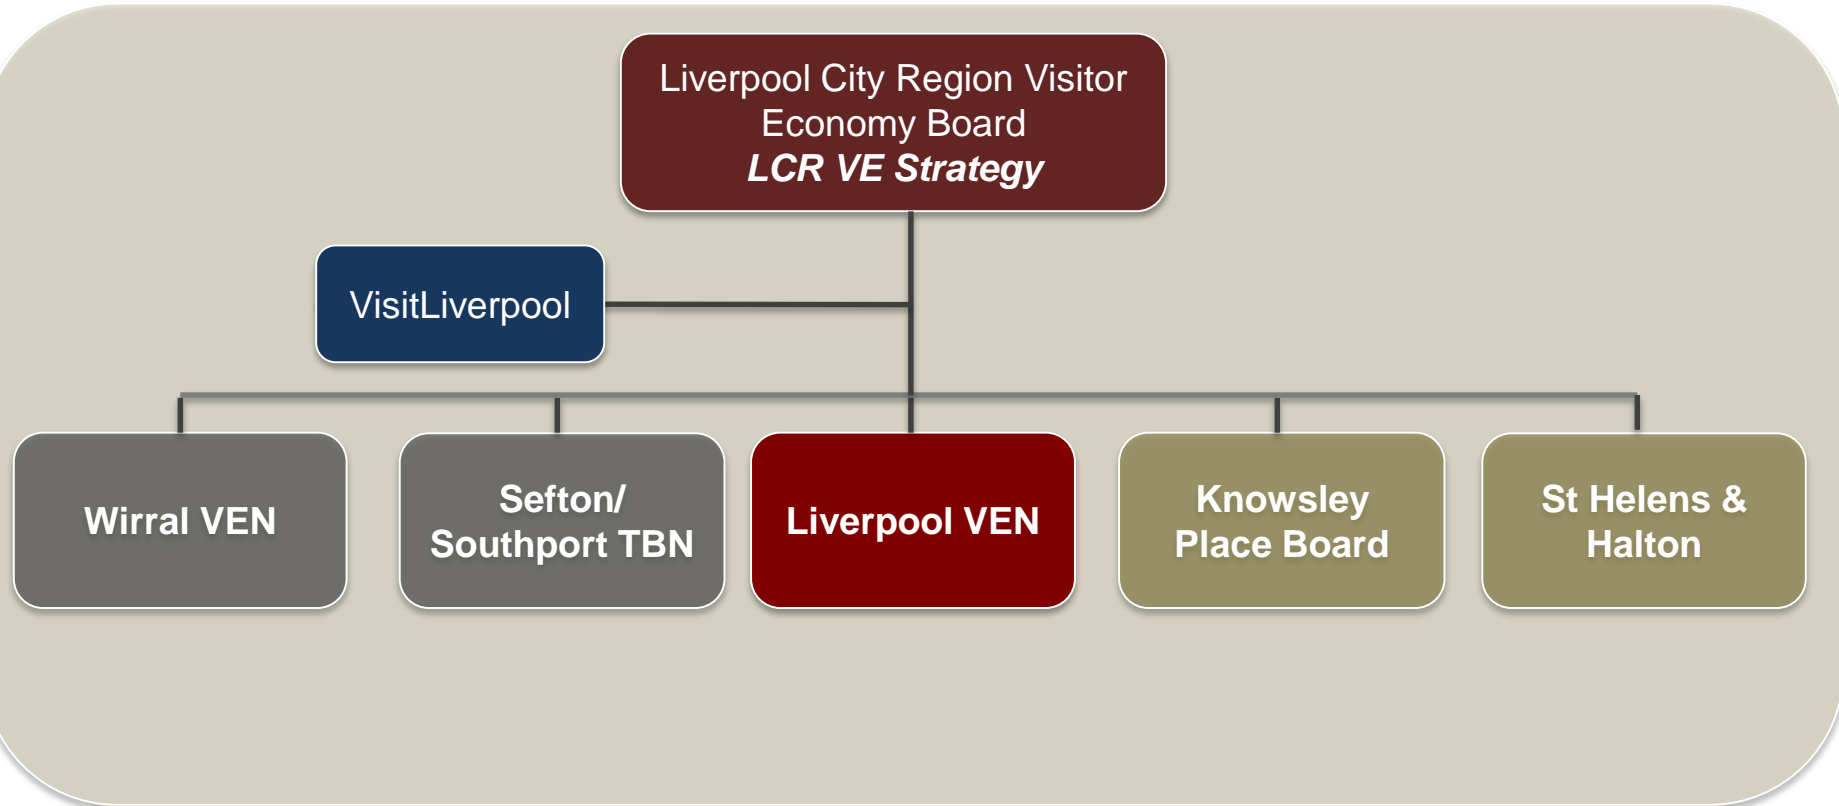 Liverpool City Region Visitor
Economy Board
LCR VE Strategy
VisitLiverpool
Wirral VEN
Sefton/
Southport TBN
Liverpool VEN
Knowsley
Place Board
St Helens &
Halton